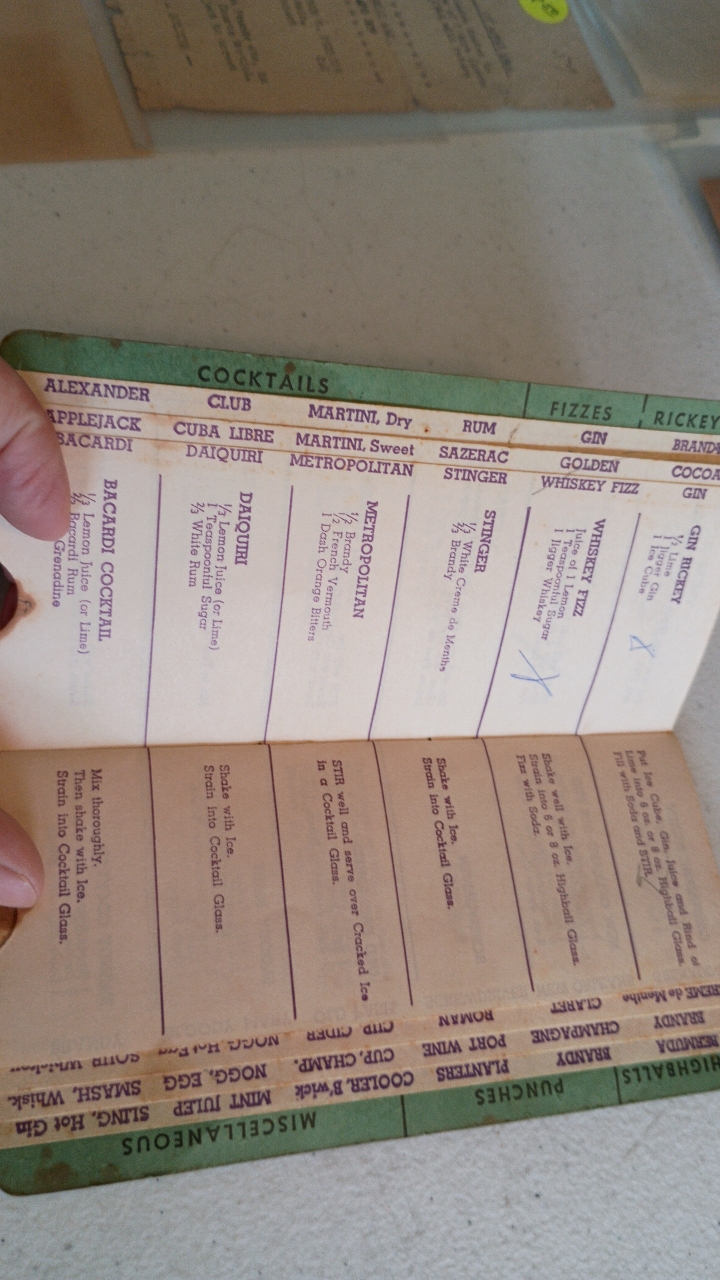 COCKTAILS
FIZZES
RICKEY
ALEXANDER
CLUB
MARTINI, Dry
RUM
GIN
APPLEJACK
CUBA LIBRE
MARTINI, Sweet
SAZERAC
GOLDEN
COCOA
BACARDI
DAIQUIRI
METROPOLITAN
STINGER
WHISKEY FIZZ
GIN
BACARDI COCKTAIL
½ Lemon Juice (or Lime)
Bacardi Rum
Grenadine
Mix thoroughly.
Then shake with Ice.
Strain into Cocktail Glass.
DAIQUIRI
⅓ Lemon Juice (or Lime)
1 Teaspoonful Sugar
⅔ White Rum
Shake with Ice.
Strain into Cocktail Glass.
METROPOLITAN
½ Brandy
½ French Vermouth
1 Dash Orange Bitters
STIR well and serve over Cracked Ice
in a Cocktail Glass.
STINGER
White Creme de Menthe
Brandy
Shake with Ice.
Strain into Cocktail Glass.
WHISKEY FIZZ
Juice of 1 Lemon
1 Teaspoonful Sugar
1 Jigger Whiskey
Shake well with Ice.
Strain into 6 or 8 oz. Highball Glass.
Fizz with Soda.
GIN RICKEY
½ Lime
1 Jigger Gin
Ice Cube
Put Ice Cube, Gin, Juice and Rind of
Lime into 6 oz. or 8 oz. Highball Glass.
Fill with Soda and STIR.
HIGHBALLS
PUNCHES
MISCELLANEOUS
BERMUDA
BRANDY
PLANTERS
COOLER, B'wick
MINT JULEP
SLING, Hot Gin
BRANDY
CHAMPAGNE
PORT WINE
CUP, CHAMP.
NOGG, EGG
SMASH, Whisk.
CREME de Menthe
CLARET
ROMAN
CUP CIDER
NOGG Hot Egg
SOUR Whiskey